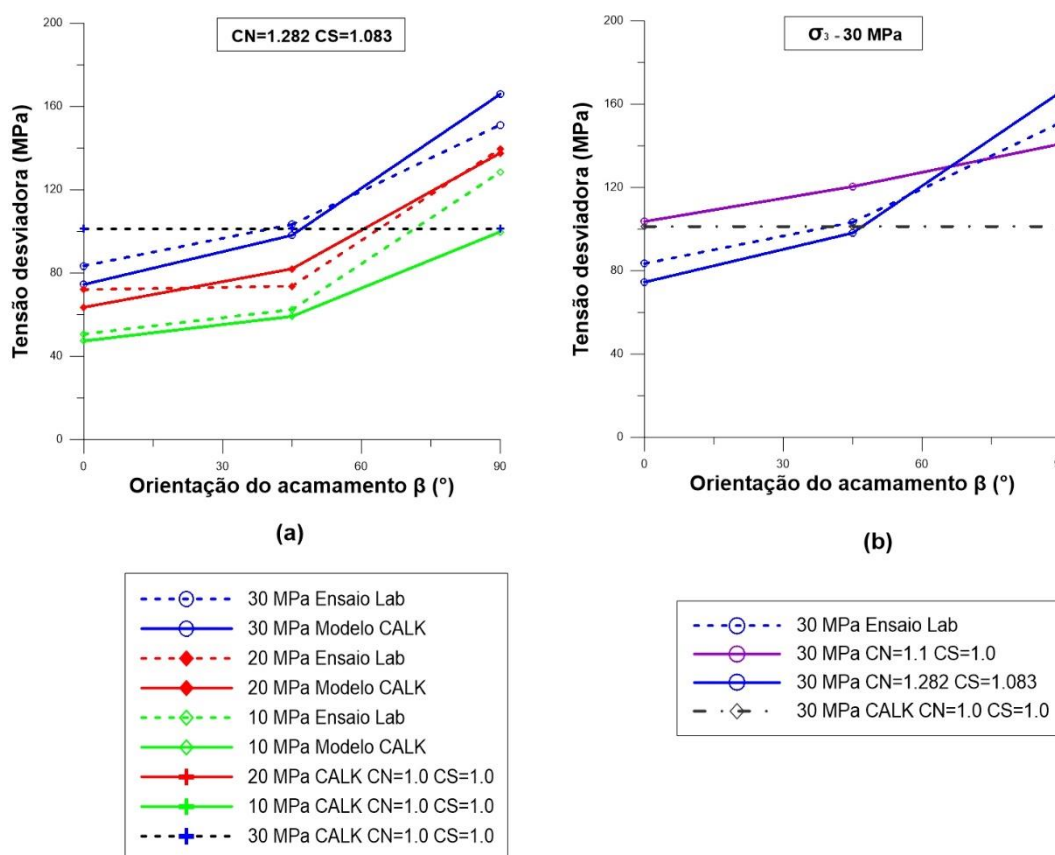 CN=1.282 CS=1.083
Tensão desviadora (MPa)
200
160
120
80
40
0
0
30
60
90
Orientação do acamamento β (°)
(a)
30 MPa Ensaio Lab
30 MPa Modelo CALK
20 MPa Ensaio Lab
20 MPa Modelo CALK
10 MPa Ensaio Lab
10 MPa Modelo CALK
20 MPa CALK CN=1.0 CS=1.0
10 MPa CALK CN=1.0 CS=1.0
30 MPa CALK CN=1.0 CS=1.0
σ₃ - 30 MPa
Tensão desviadora (MPa)
200
160
120
80
40
0
0
30
60
Orientação do acamamento β (°)
(b)
30 MPa Ensaio Lab
30 MPa CN=1.1 CS=1.0
30 MPa CN=1.282 CS=1.083
30 MPa CALK CN=1.0 CS=1.0